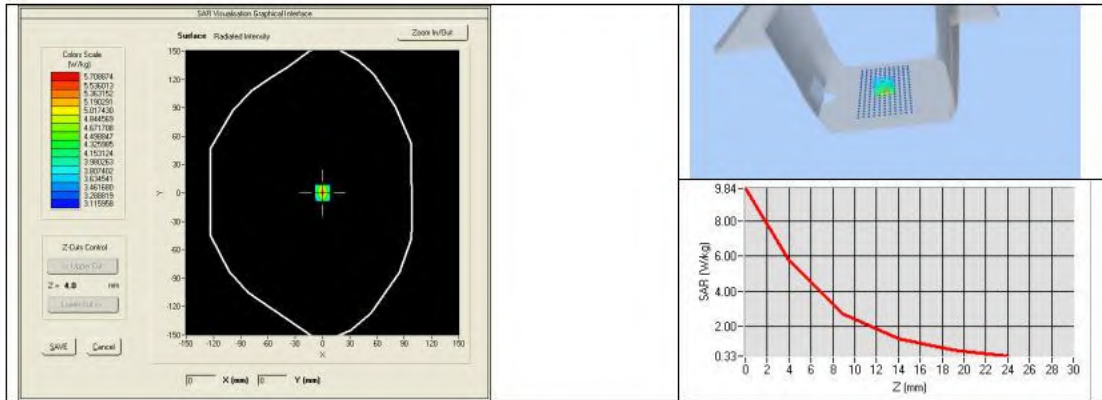 SAR Visualisation Graphical Interface
Surface Radiated Intensity
Zoom In/Out
Colors Scale
(W/kg)
5.708874
5.536013
5.363152
5.190291
5.017430
4.844569
4.671708
4.498847
4.325985
4.153124
3.980263
3.807402
3.634541
3.461680
3.288819
3.115958
Z-Cuts Control
Z = 4.0 mm
SAVE Cancel
150
120
90
60
30
Y 0
-30
-60
-90
-120
-150
-150 -120 -90 -60 -30 0 30 60 90 120 150
X
0 X (mm) 0 Y (mm)
9.84
8.00
6.00
4.00
2.00
0.33
SAR (W/kg)
0 2 4 6 8 10 12 14 16 18 20 22 24 26 28 30
Z (mm)